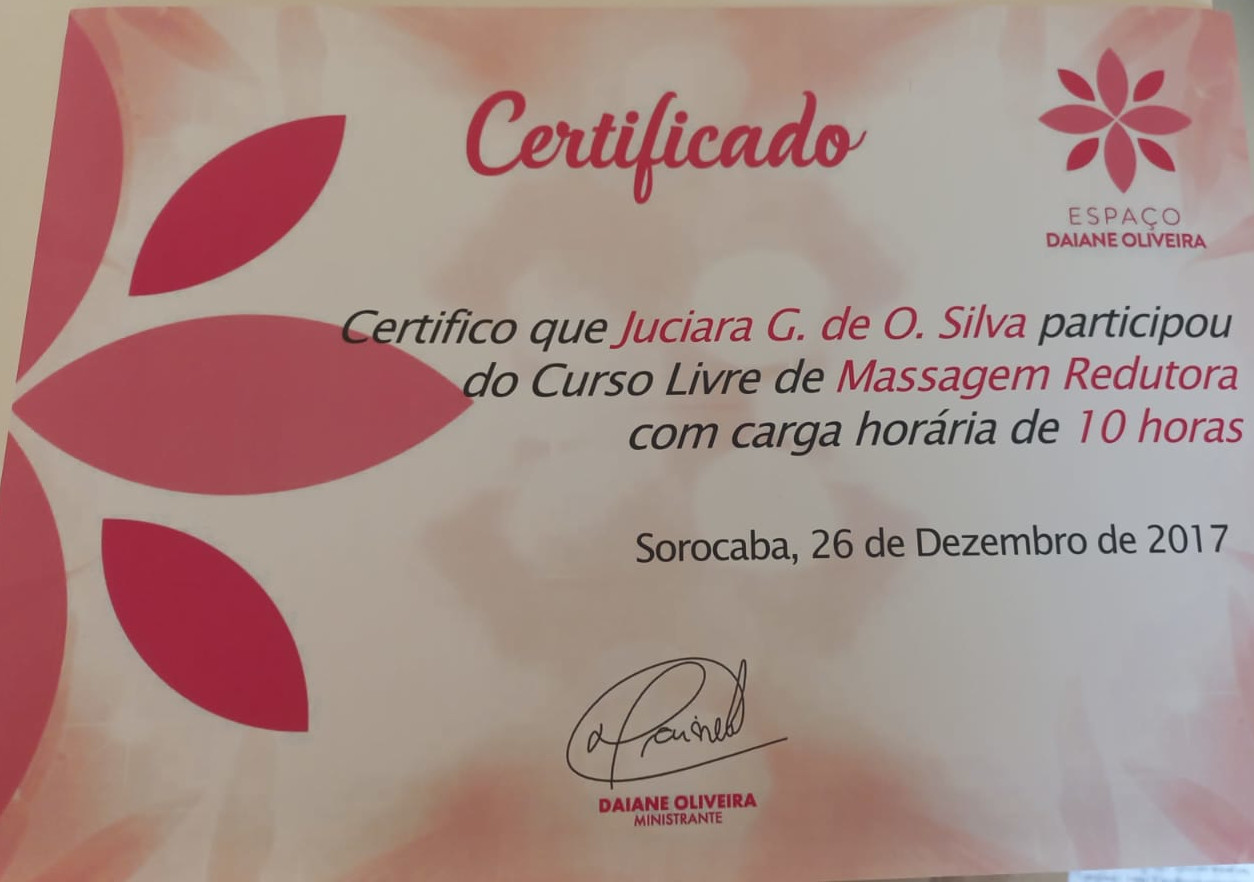 Certificado
ESPAÇO
DAIANE OLIVEIRA
Certifico que Juciara G. de O. Silva participou
do Curso Livre de Massagem Redutora
com carga horária de 10 horas
Sorocaba, 26 de Dezembro de 2017
DAIANE OLIVEIRA
MINISTRANTE